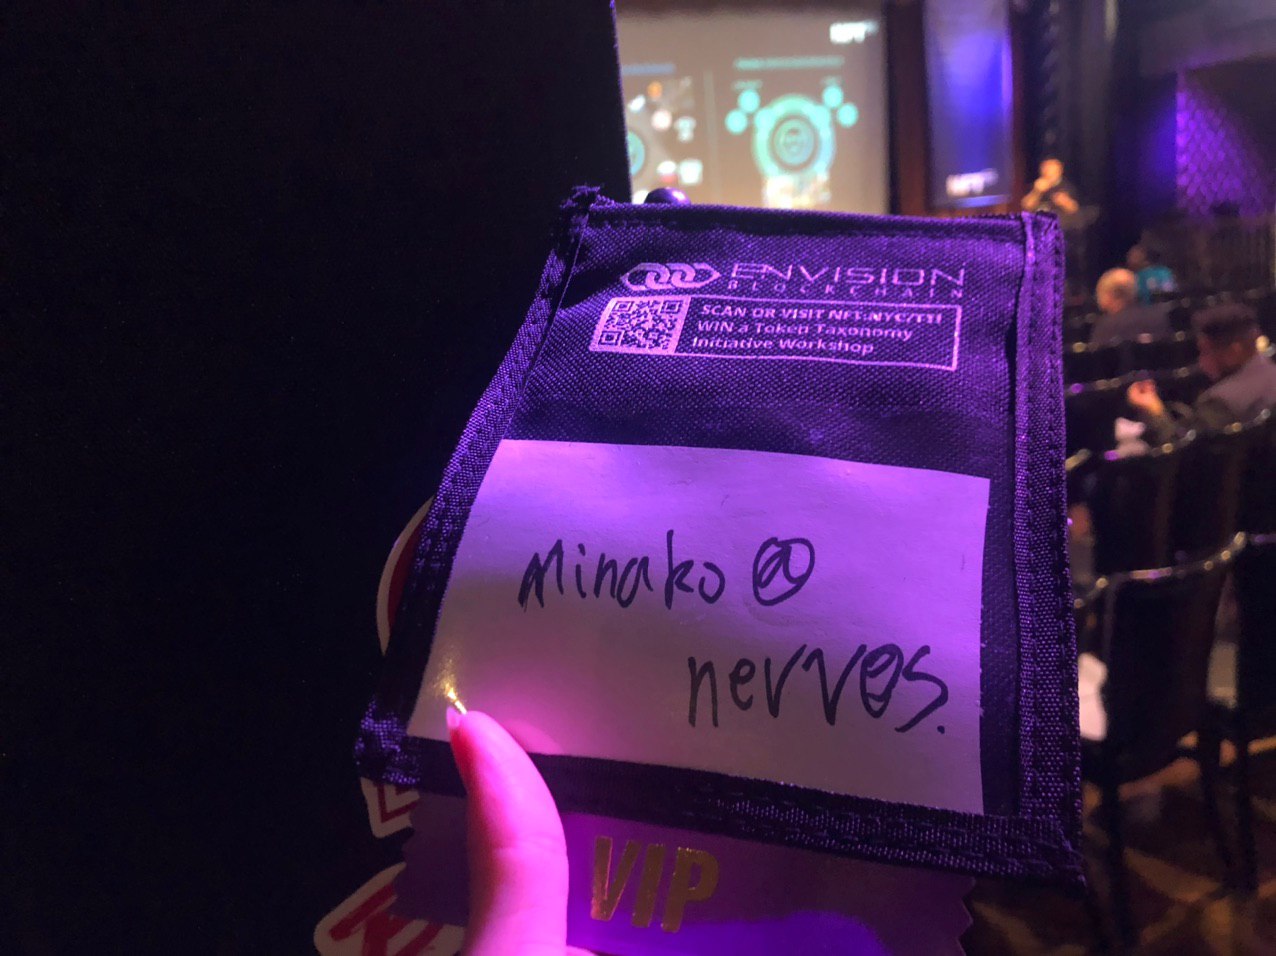 ENVISION
BLOCKCHAIN
SCAN OR VISIT NFT.NYC/TTI
WIN a Token Taxonomy
Initiative Workshop
Minako @
nervos.
VIP